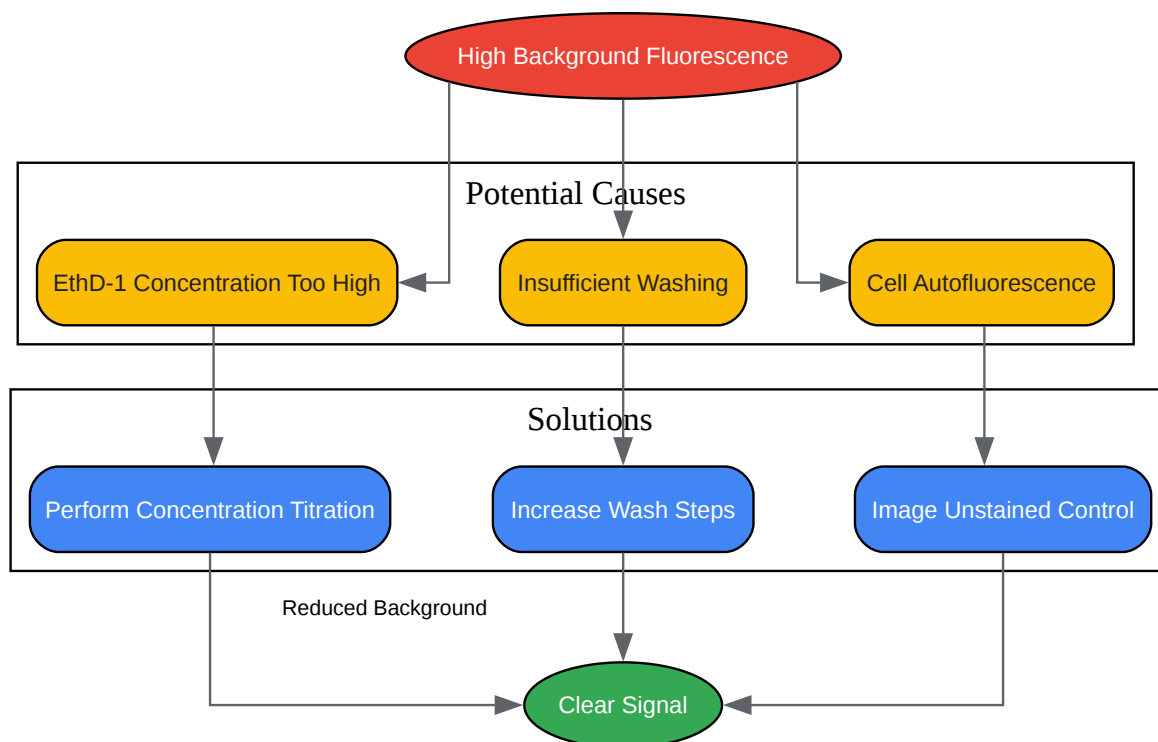 High Background Fluorescence
Potential Causes
EthD-1 Concentration Too High
Insufficient Washing
Cell Autofluorescence
Solutions
Perform Concentration Titration
Increase Wash Steps
Image Unstained Control
Reduced Background
Clear Signal